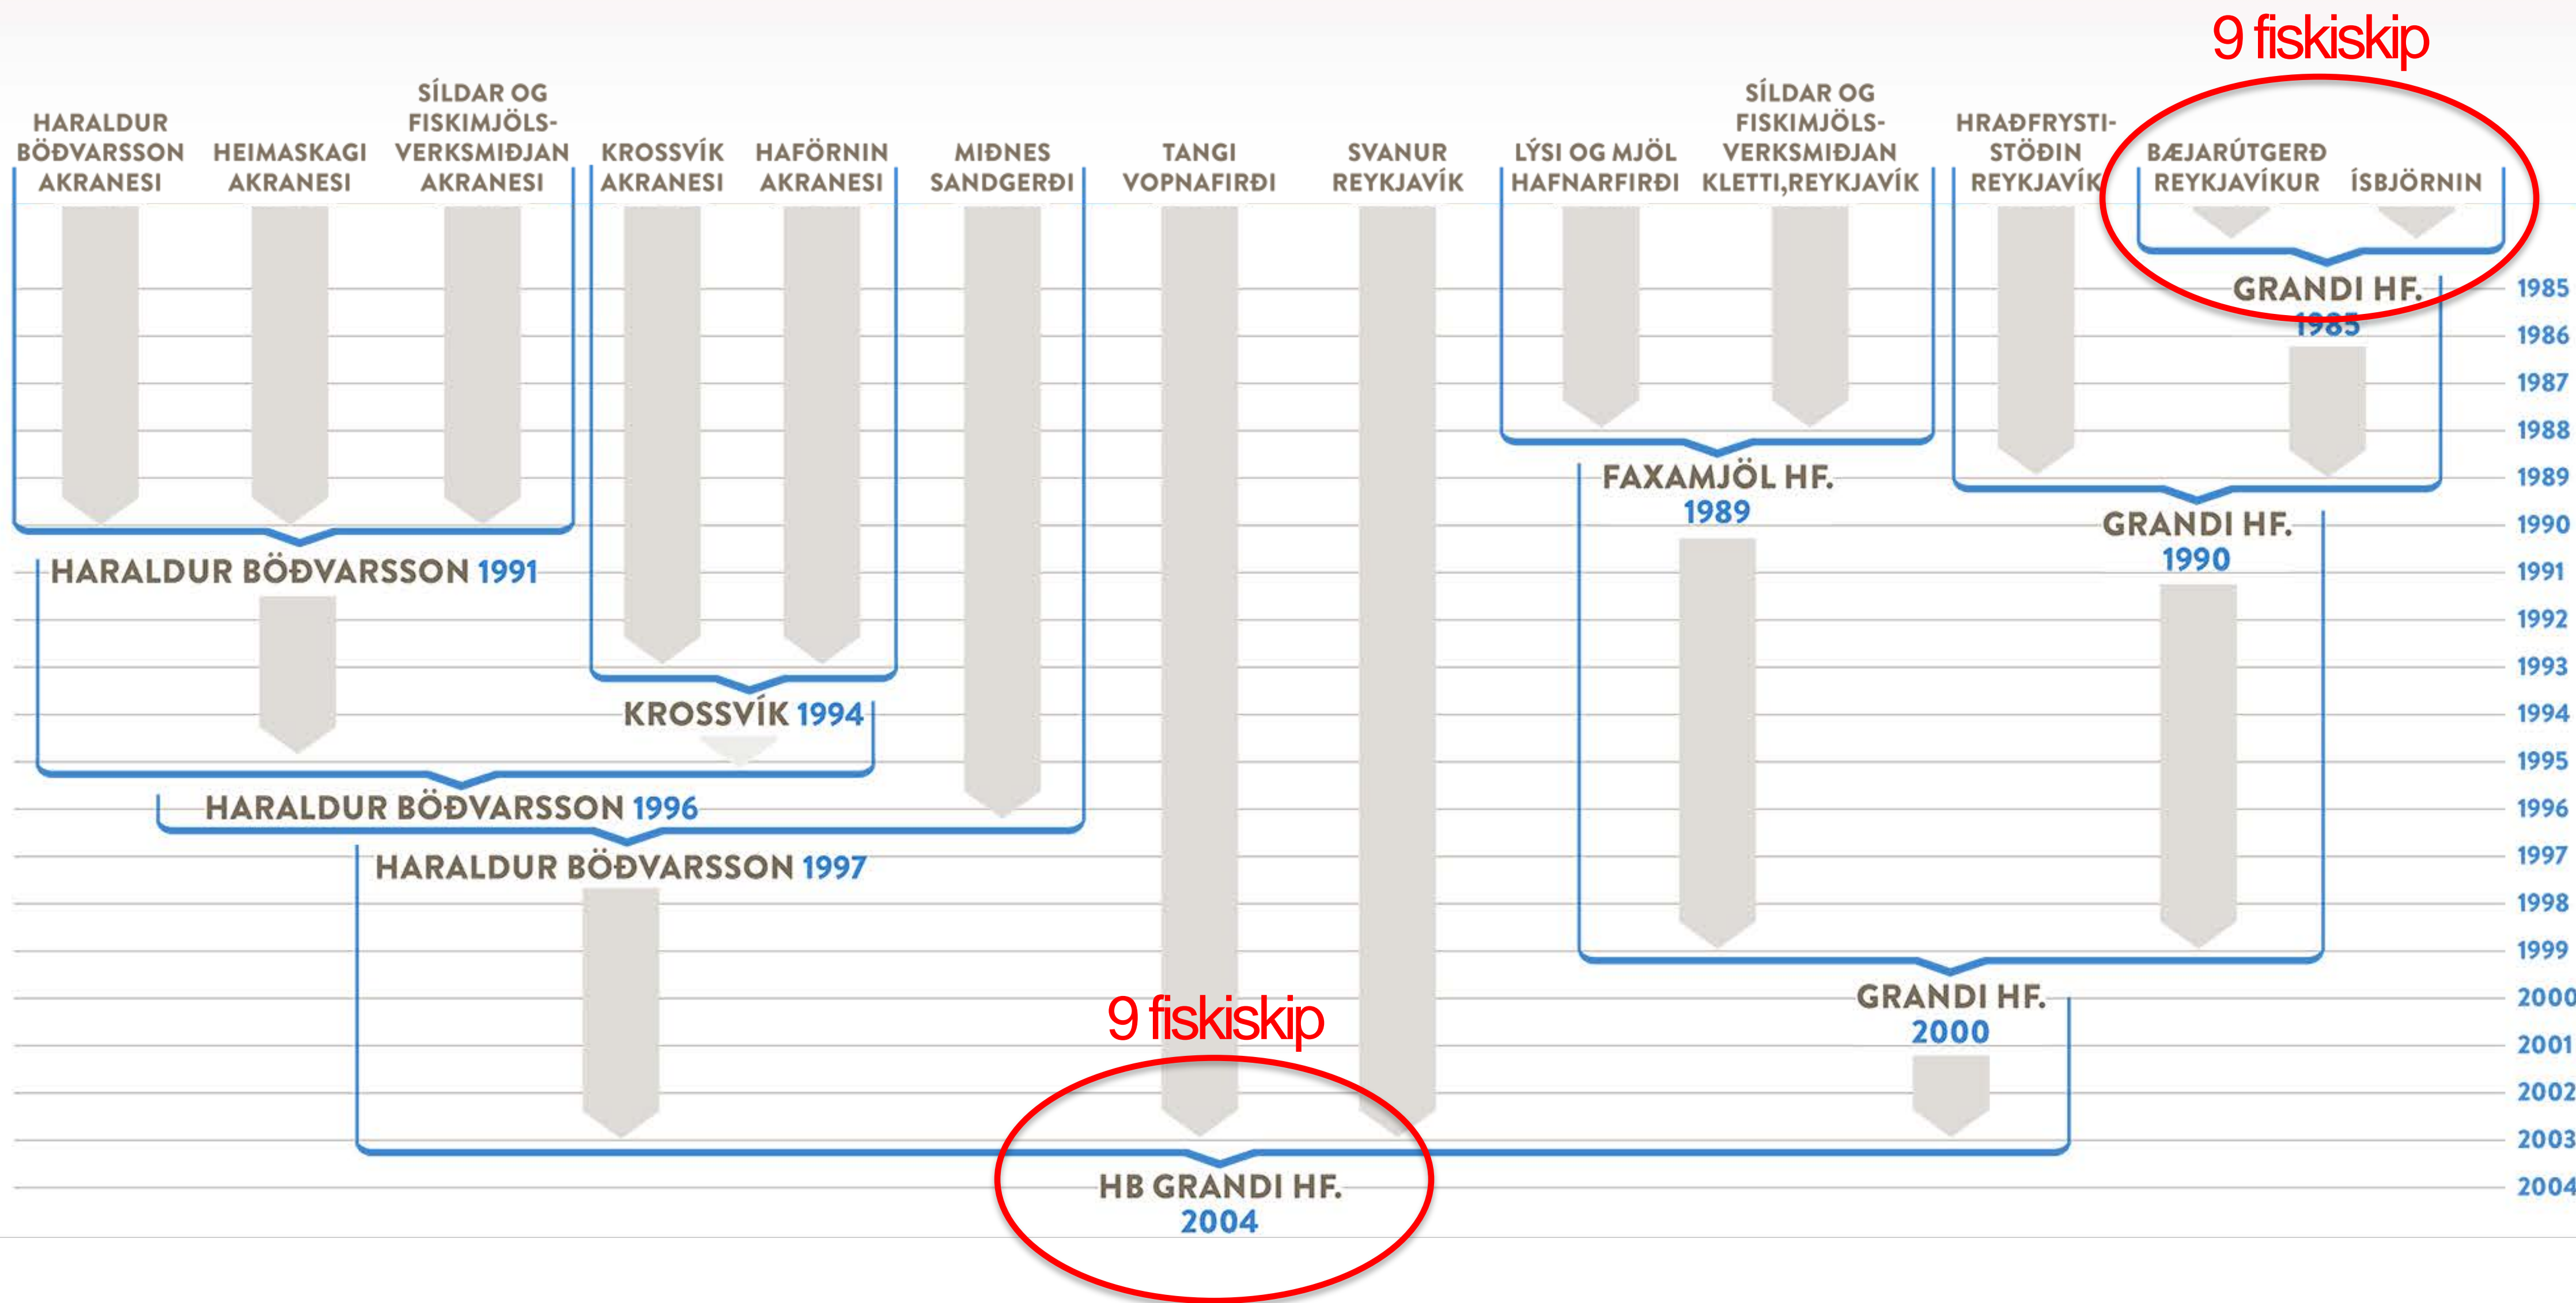 9 fiskiskip
HARALDUR
BÖÐVARSSON
AKRANESI
HEIMASKAGI
AKRANESI
SÍLDAR OG
FISKIMJÖLS-
VERKSMIÐJAN
AKRANESI
KROSSVÍK
AKRANESI
HAFÖRNIN
AKRANESI
MIÐNES
SANDGERÐI
TANGI
VOPNAFIRÐI
SVANUR
REYKJAVÍK
LÝSI OG MJÖL
HAFNARFIRÐI
SÍLDAR OG
FISKIMJÖLS-
VERKSMIÐJAN
KLETTI,REYKJAVÍK
HRAÐFRYSTI-
STÖÐIN
REYKJAVÍK
BÆJARÚTGERÐ
REYKJAVÍKUR
ÍSBJÖRNIN
GRANDI HF.
1985
1985
1986
1987
1988
1989
1990
1991
1992
1993
1994
1995
1996
1997
1998
1999
2000
2001
2002
2003
2004
FAXAMJÖL HF.
1989
GRANDI HF.
1990
HARALDUR BÖÐVARSSON 1991
KROSSVÍK 1994
HARALDUR BÖÐVARSSON 1996
HARALDUR BÖÐVARSSON 1997
GRANDI HF.
2000
9 fiskiskip
HB GRANDI HF.
2004